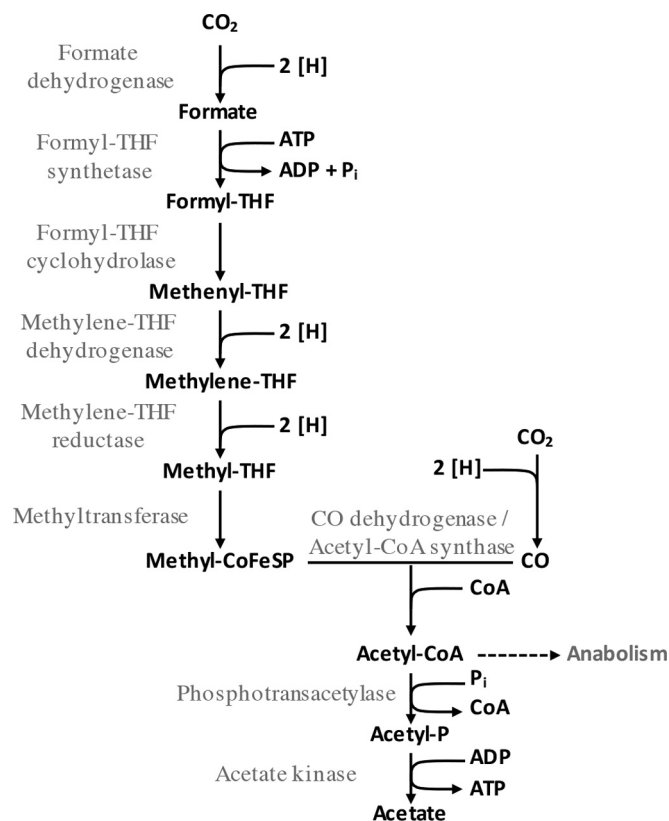 CO₂
Formate
dehydrogenase
2 [H]
Formate
Formyl-THF
synthetase
ATP
ADP + Pᵢ
Formyl-THF
Formyl-THF
cyclohydrolase
Methenyl-THF
Methylene-THF
dehydrogenase
2 [H]
Methylene-THF
Methylene-THF
reductase
2 [H]
CO₂
Methyl-THF
2 [H]
Methyltransferase
CO dehydrogenase /
Acetyl-CoA synthase
Methyl-CoFeSP
CO
CoA
Acetyl-CoA
Anabolism
Phosphotransacetylase
Pᵢ
CoA
Acetyl-P
Acetate kinase
ADP
ATP
Acetate